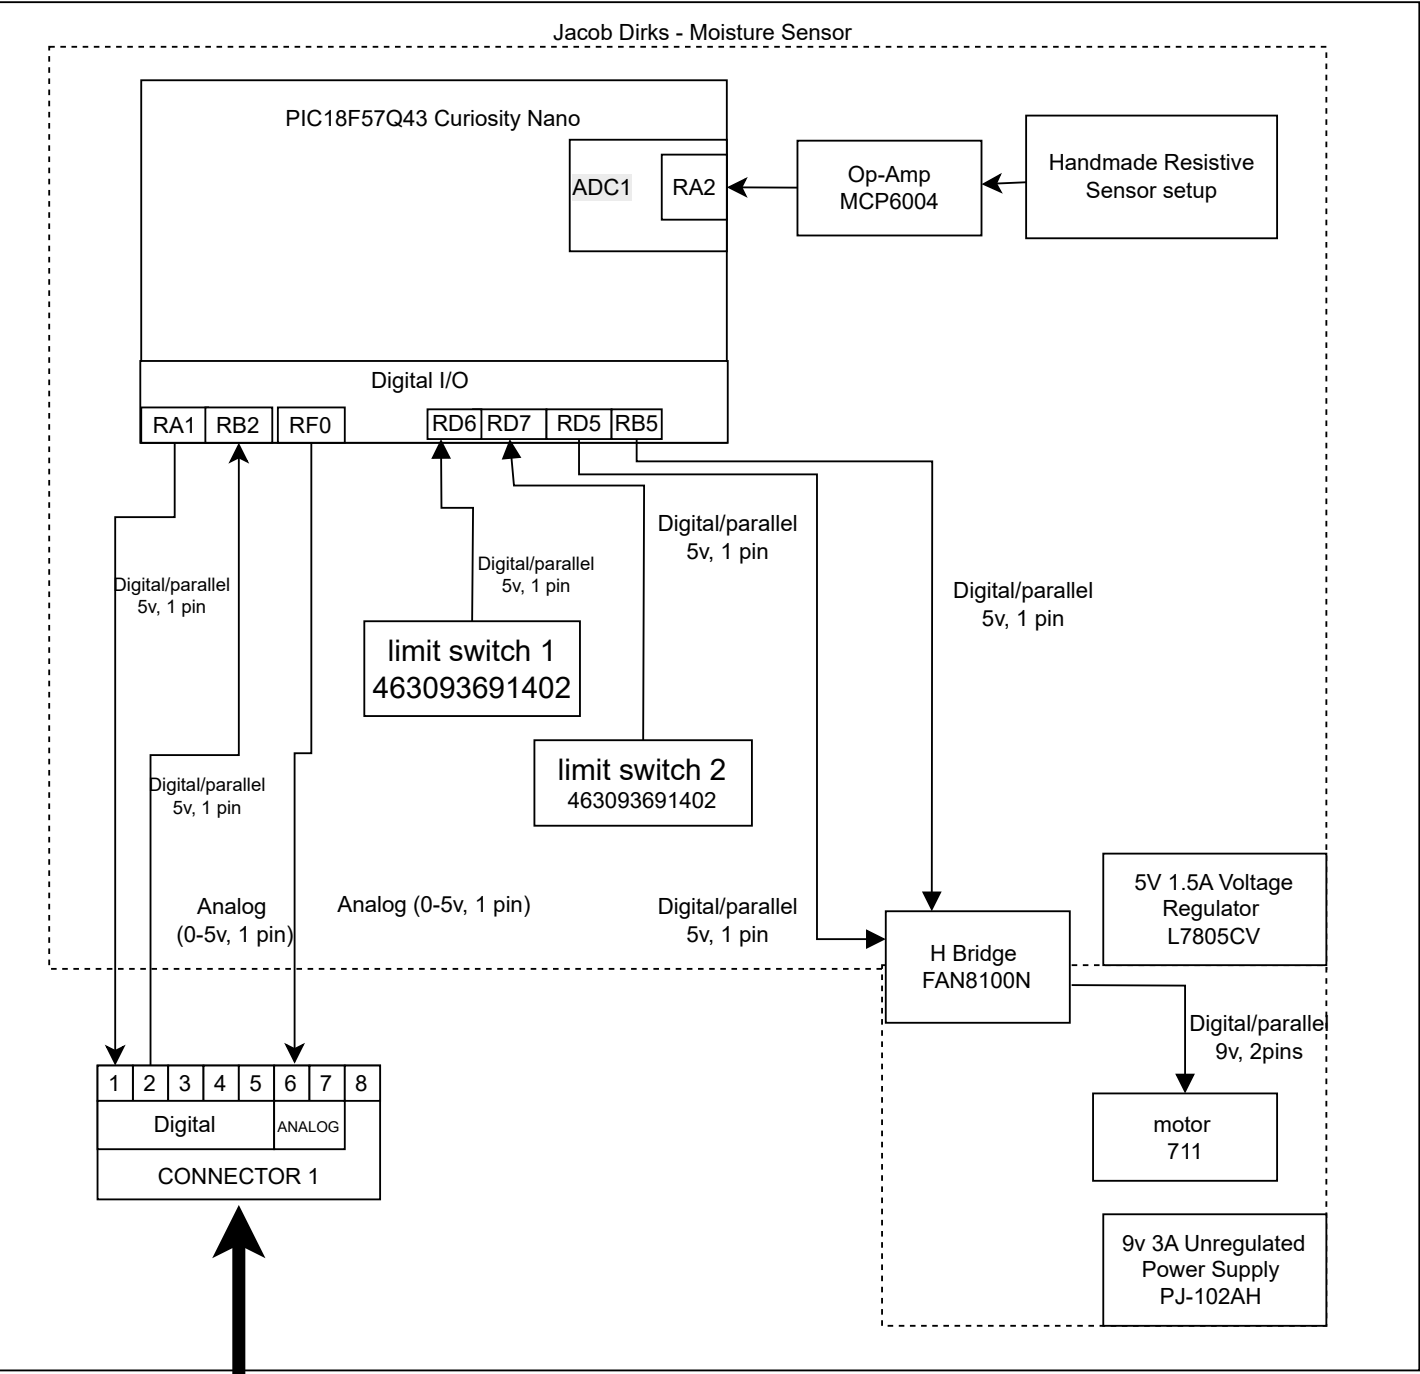 Jacob Dirks - Moisture Sensor
PIC18F57Q43 Curiosity Nano
ADC1
RA2
Op-Amp
MCP6004
Handmade Resistive
Sensor setup
Digital I/O
RA1
RB2
RF0
RD6
RD7
RD5
RB5
Digital/parallel
5v, 1 pin
Digital/parallel
5v, 1 pin
Digital/parallel
5v, 1 pin
Digital/parallel
5v, 1 pin
limit switch 1
463093691402
limit switch 2
463093691402
Digital/parallel
5v, 1 pin
Analog
(0-5v, 1 pin)
Analog (0-5v, 1 pin)
Digital/parallel
5v, 1 pin
5V 1.5A Voltage
Regulator
L7805CV
H Bridge
FAN8100N
Digital/parallel
9v, 2pins
motor
711
9v 3A Unregulated
Power Supply
PJ-102AH
1 2 3 4 5 6 7 8
Digital
ANALOG
CONNECTOR 1